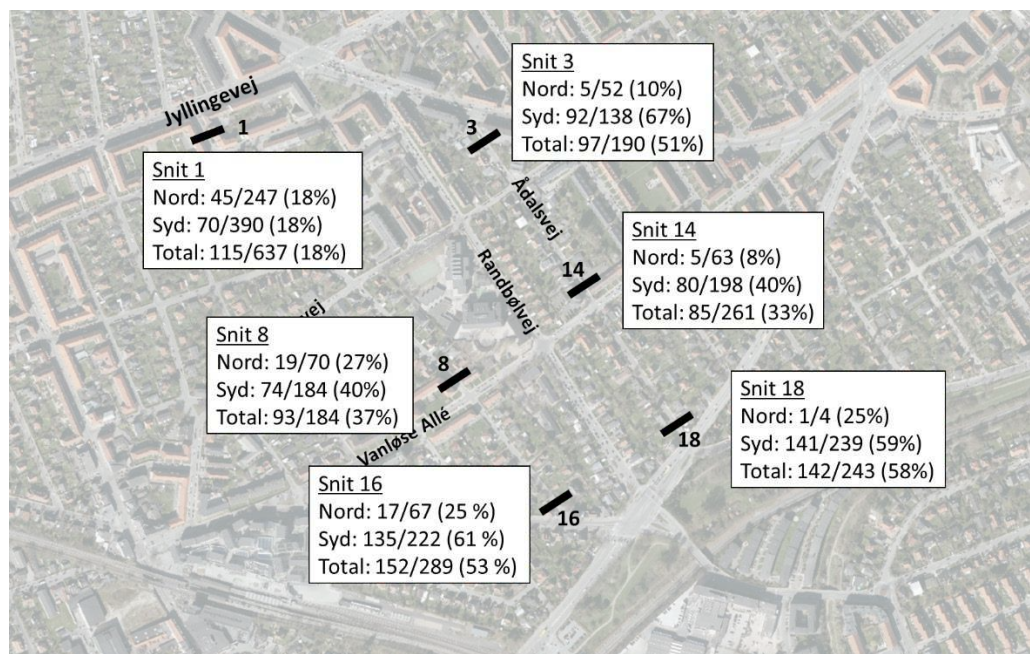 Jyllingevej
1
Snit 1
Nord: 45/247 (18%)
Syd: 70/390 (18%)
Total: 115/637 (18%)
3
Snit 3
Nord: 5/52 (10%)
Syd: 92/138 (67%)
Total: 97/190 (51%)
Ådalsvej
Randbølvej
14
Snit 14
Nord: 5/63 (8%)
Syd: 80/198 (40%)
Total: 85/261 (33%)
vej
Snit 8
Nord: 19/70 (27%)
Syd: 74/184 (40%)
Total: 93/184 (37%)
8
Vanløse Allé
18
Snit 18
Nord: 1/4 (25%)
Syd: 141/239 (59%)
Total: 142/243 (58%)
Snit 16
Nord: 17/67 (25 %)
Syd: 135/222 (61 %)
Total: 152/289 (53 %)
16